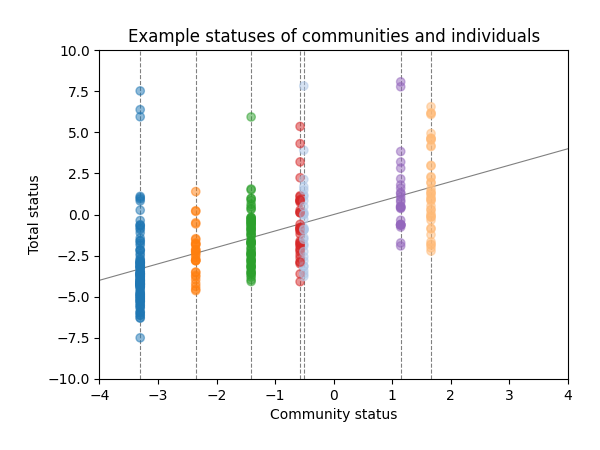 Example statuses of communities and individuals
10.0
7.5
5.0
2.5
0.0
−2.5
−5.0
−7.5
−10.0
Total status
−4 −3 −2 −1 0 1 2 3 4
Community status